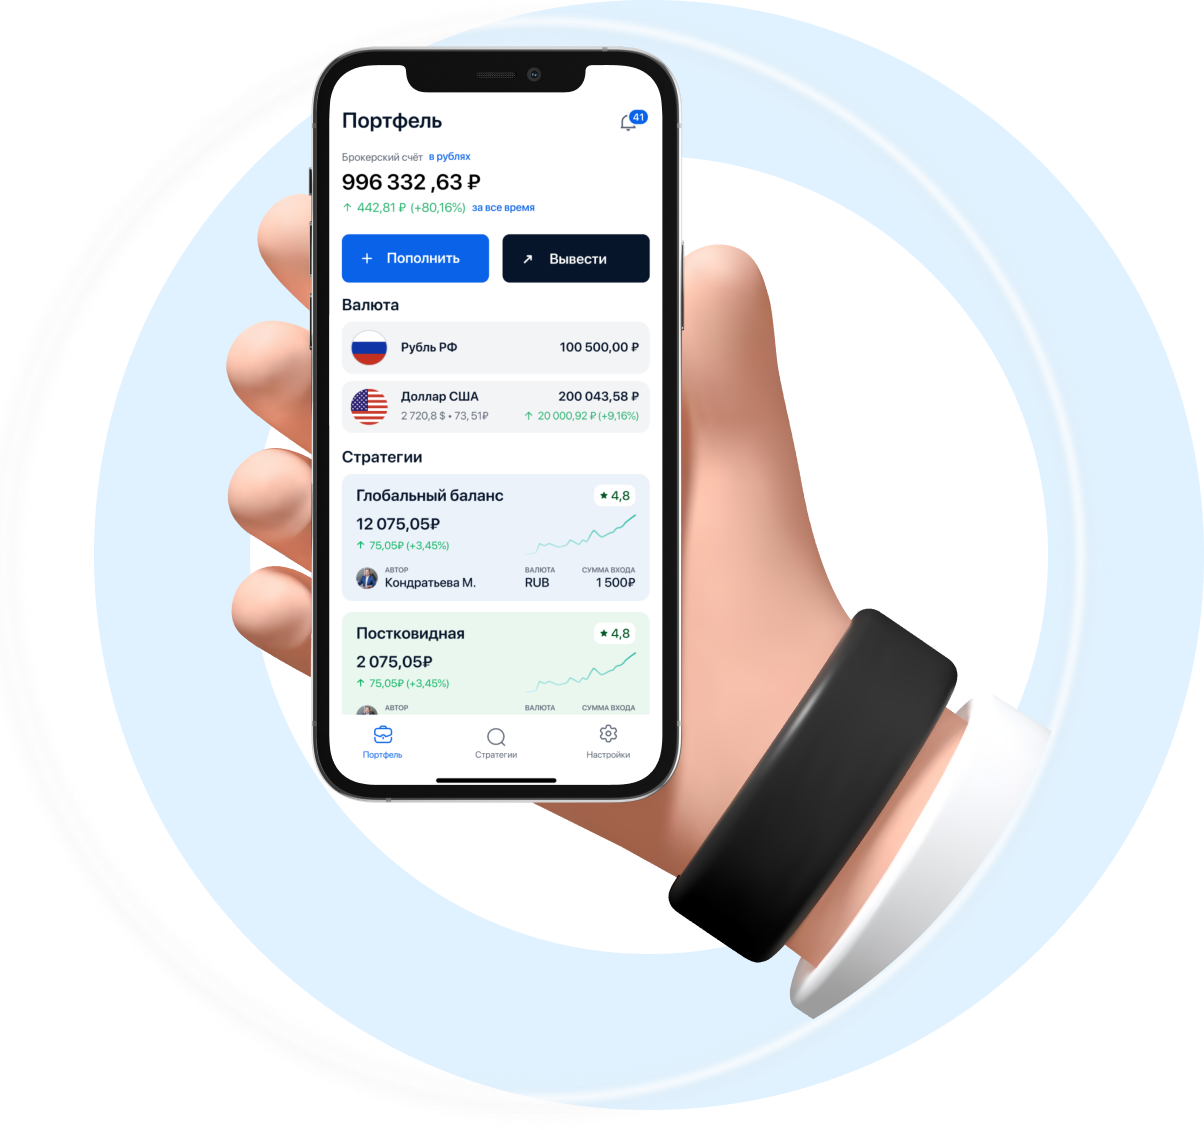 Портфель
41
Брокерский счёт в рублях
996 332 ,63 ₽
↑ 442,81 ₽ (+80,16%) за все время
+ Пополнить
↗ Вывести
Валюта
Рубль РФ 100 500,00 ₽
Доллар США 200 043,58 ₽
2 720,8 $ • 73, 51₽ ↑ 20 000,92 ₽ (+9,16%)
Стратегии
Глобальный баланс ★ 4,8
12 075,05₽
↑ 75,05₽ (+3,45%)
АВТОР ВАЛЮТА СУММА ВХОДА
Кондратьева М. RUB 1 500₽
Постковидная ★ 4,8
2 075,05₽
↑ 75,05₽ (+3,45%)
АВТОР ВАЛЮТА СУММА ВХОДА
Портфель Стратегии Настройки